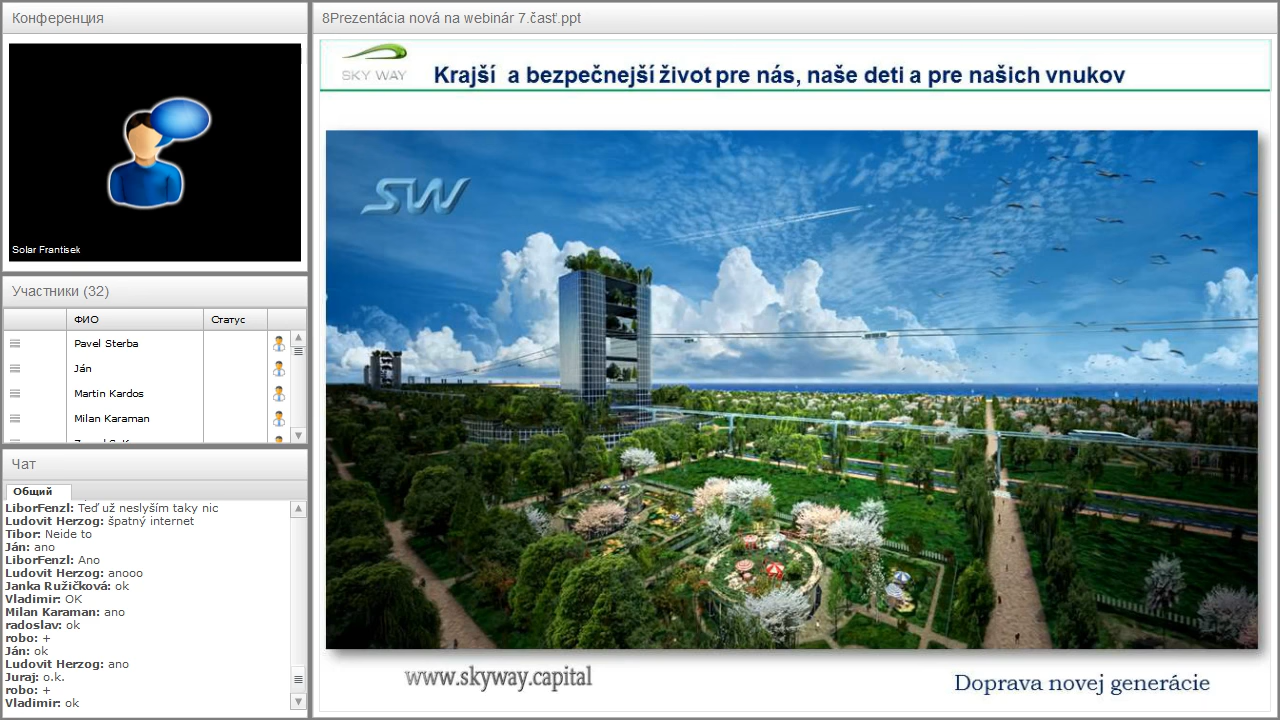 Конференция
Solar Frantisek
Участники (32)
ФИО Статус
Pavel Sterba
Ján
Martin Kardos
Milan Karaman
Чат
Общий
LiborFenzl: Teď už neslyším taky nic
Ludovit Herzog: špatný internet
Tibor: Neide to
Ján: ano
LiborFenzl: Ano
Ludovit Herzog: anooo
Janka Ružičková: ok
Vladimir: OK
Milan Karaman: ano
radoslav: ok
robo: +
Ján: ok
Ludovit Herzog: ano
Juraj: o.k.
robo: +
Vladimir: ok
8Prezentácia nová na webinár 7.časť.ppt
SKY WAY
Krajší a bezpečnejší život pre nás, naše deti a pre našich vnukov
SW
www.skyway.capital
Doprava novej generácie